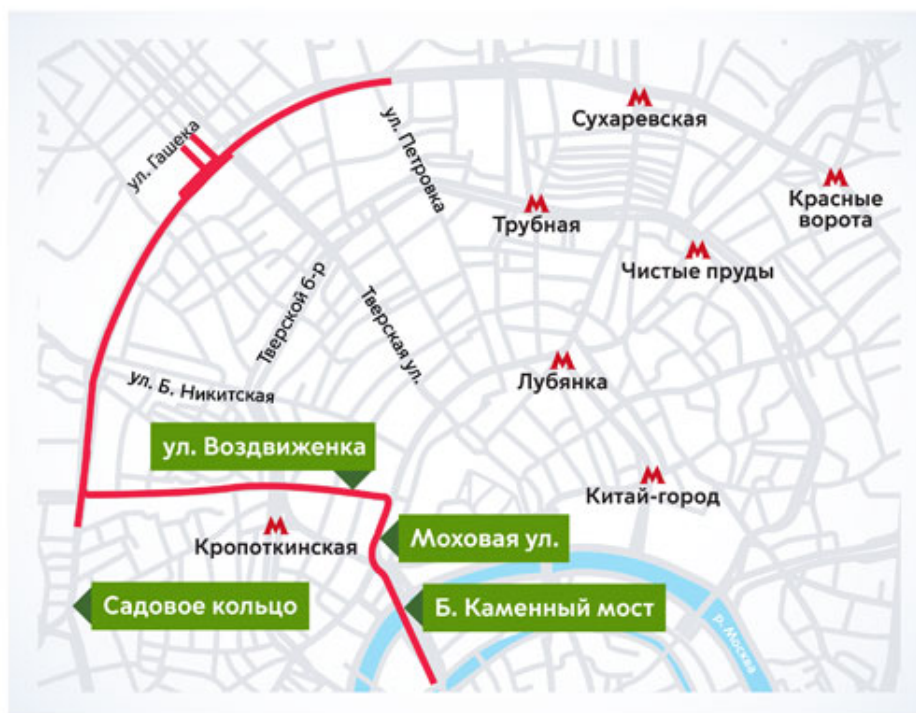 Сухаревская
ул. Гашека
ул. Петровка
Красные
ворота
Трубная
Чистые пруды
Тверской б-р
Тверская ул.
Лубянка
ул. Б. Никитская
ул. Воздвиженка
Китай-город
Кропоткинская
Моховая ул.
Садовое кольцо
Б. Каменный мост
р. Москва